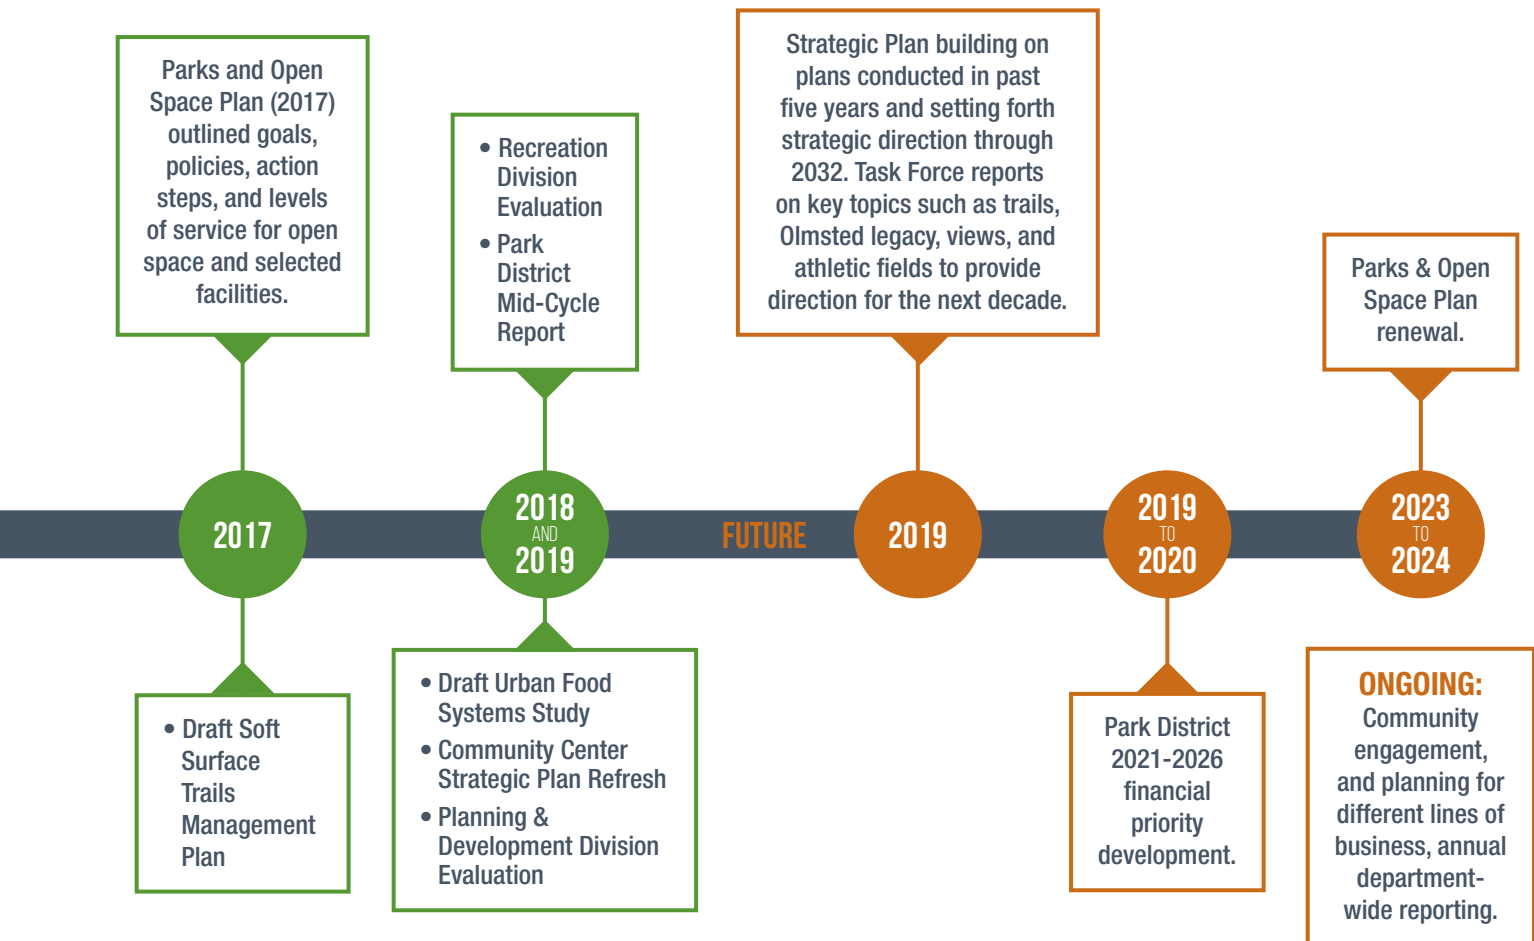 Parks and Open
Space Plan (2017)
outlined goals,
policies, action
steps, and levels
of service for open
space and selected
facilities.
• Recreation
Division
Evaluation
• Park
District
Mid-Cycle
Report
Strategic Plan building on
plans conducted in past
five years and setting forth
strategic direction through
2032. Task Force reports
on key topics such as trails,
Olmsted legacy, views, and
athletic fields to provide
direction for the next decade.
Parks & Open
Space Plan
renewal.
2017
2018
AND
2019
FUTURE
2019
2019
TO
2020
2023
TO
2024
• Draft Soft
Surface
Trails
Management
Plan
• Draft Urban Food
Systems Study
• Community Center
Strategic Plan Refresh
• Planning &
Development Division
Evaluation
Park District
2021-2026
financial
priority
development.
ONGOING:
Community
engagement,
and planning for
different lines of
business, annual
department-
wide reporting.